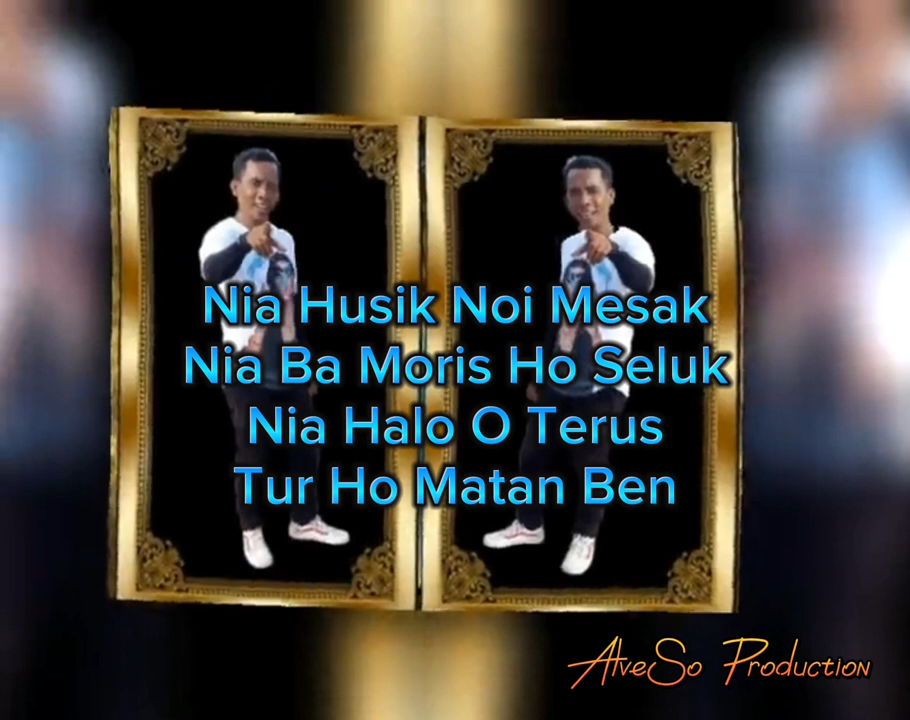 Nia Husik Noi Mesak
Nia Ba Moris Ho Seluk
Nia Halo O Terus
Tur Ho Matan Ben
AlveSo Production